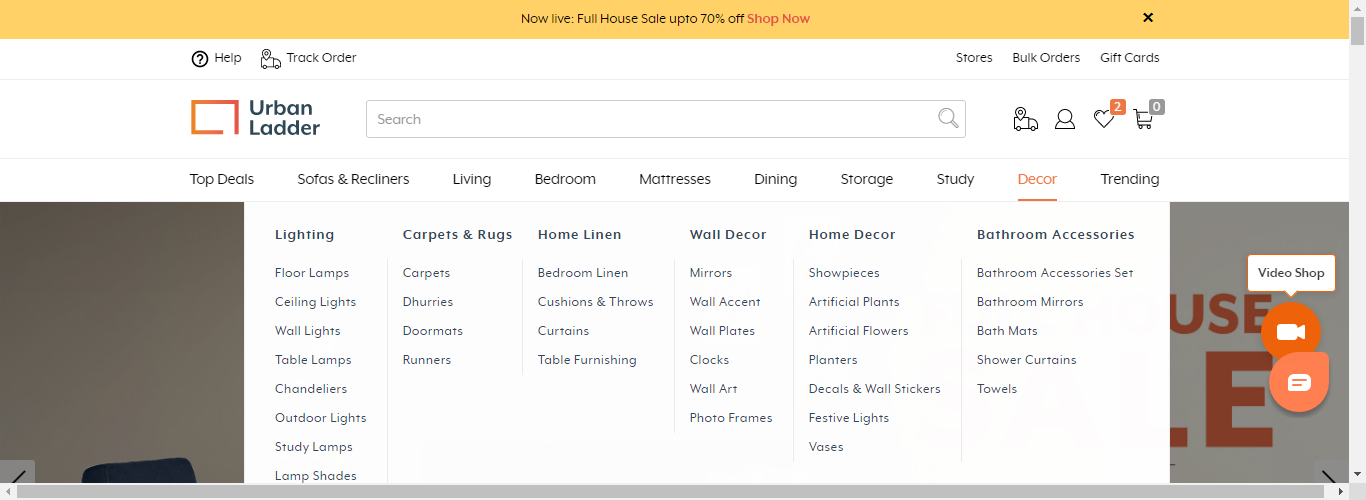 Now live: Full House Sale upto 70% off Shop Now
Help
Track Order
Stores
Bulk Orders
Gift Cards
Urban
Ladder
Search
2
0
Top Deals
Sofas & Recliners
Living
Bedroom
Mattresses
Dining
Storage
Study
Decor
Trending
Lighting
Floor Lamps
Ceiling Lights
Wall Lights
Table Lamps
Chandeliers
Outdoor Lights
Study Lamps
Lamp Shades
Carpets & Rugs
Carpets
Dhurries
Doormats
Runners
Home Linen
Bedroom Linen
Cushions & Throws
Curtains
Table Furnishing
Wall Decor
Mirrors
Wall Accent
Wall Plates
Clocks
Wall Art
Photo Frames
Home Decor
Showpieces
Artificial Plants
Artificial Flowers
Planters
Decals & Wall Stickers
Festive Lights
Vases
Bathroom Accessories
Bathroom Accessories Set
Bathroom Mirrors
Bath Mats
Shower Curtains
Towels
Video Shop
HOUSE
SALE